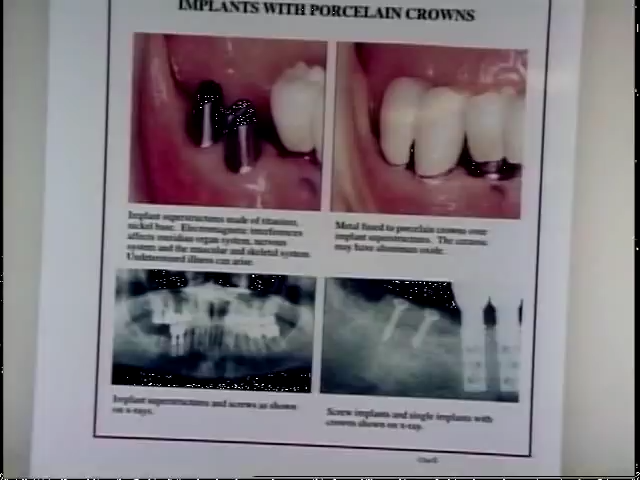 IMPLANTS WITH PORCELAIN CROWNS
Implant superstructures made of titanium,
nickel base. Electromagnetic interferences
affects meridian organ system, nervous
system and the muscular and skeletal system.
Undetermined illness can arise.
Metal fused to porcelain crowns over
implant superstructures. The ceramic
may have aluminum oxide.
Implant superstructures and screws as shown
on x-rays.
Screw implants and single implants with
crowns shown on x-ray.